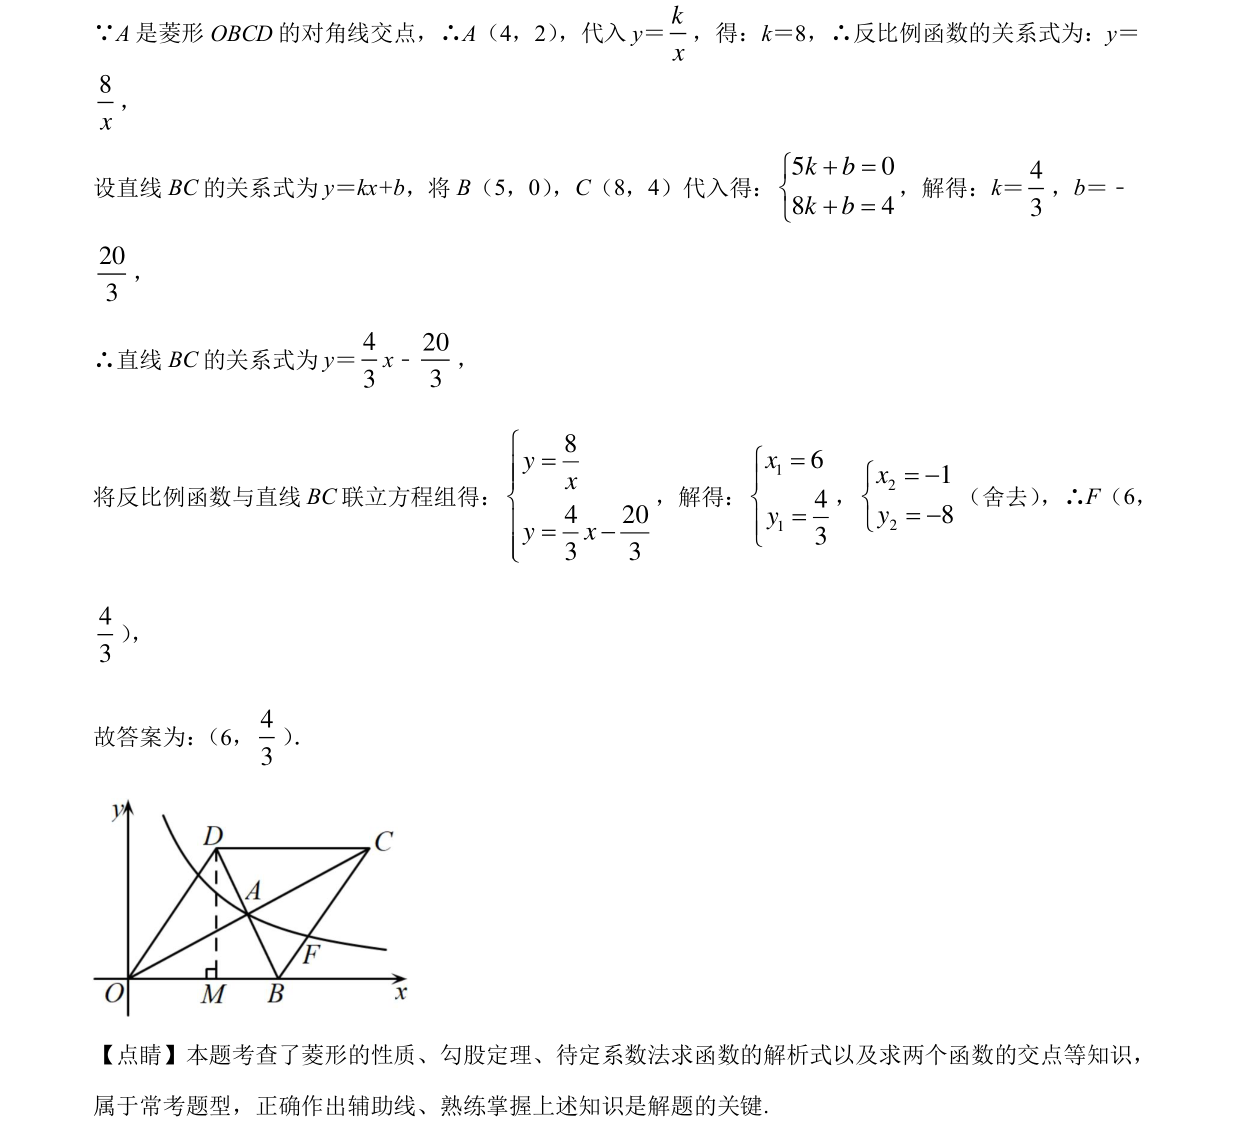 ∵A 是菱形 OBCD 的对角线交点，∴A（4，2），代入 y＝k/x，得：k＝8，∴反比例函数的关系式为：y＝
8/x，
设直线 BC 的关系式为 y＝kx+b，将 B（5，0），C（8，4）代入得：{5k+b=0 8k+b=4，解得：k＝4/3，b＝﹣
20/3，
∴直线 BC 的关系式为 y＝4/3x﹣20/3，
将反比例函数与直线 BC 联立方程组得：{y=8/x y=4/3x−20/3，解得：{x₁=6 y₁=4/3，{x₂=−1 y₂=−8（舍去），∴F（6，
4/3），
故答案为：（6，4/3）．
y
D
C
A
F
O
M
B
x
【点睛】本题考查了菱形的性质、勾股定理、待定系数法求函数的解析式以及求两个函数的交点等知识，
属于常考题型，正确作出辅助线、熟练掌握上述知识是解题的关键．